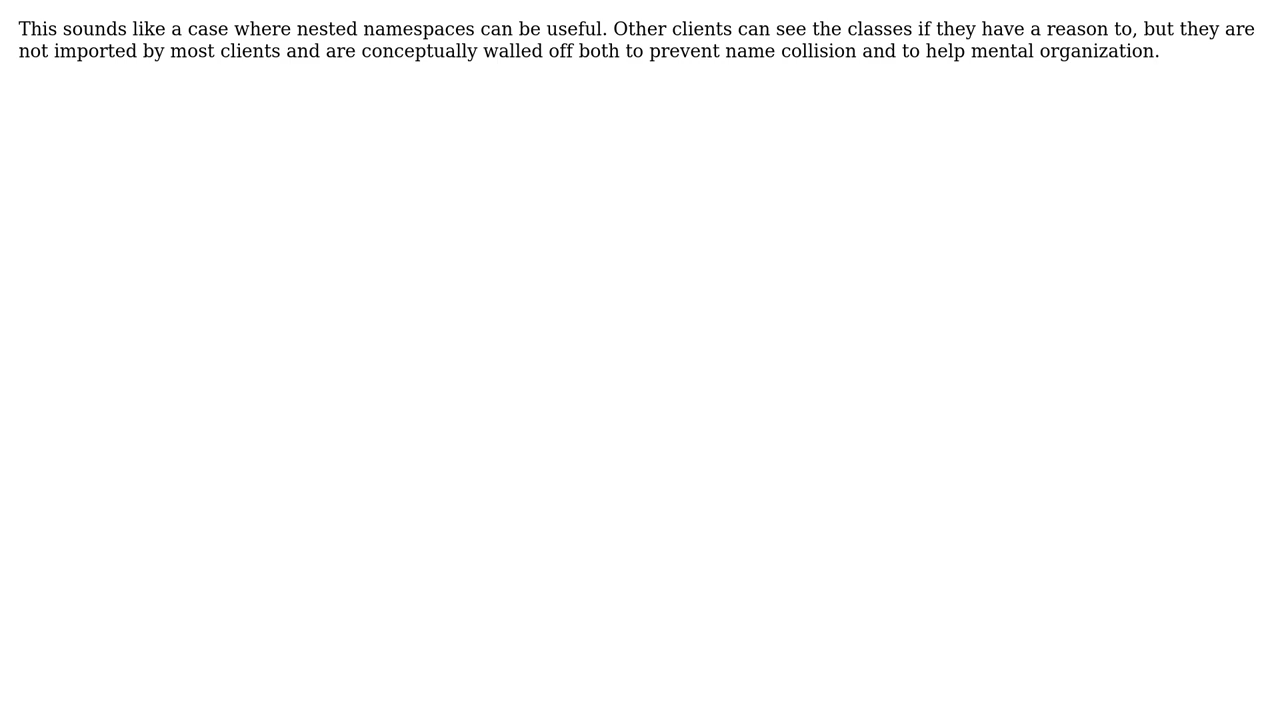 This sounds like a case where nested namespaces can be useful. Other clients can see the classes if they have a reason to, but they are
not imported by most clients and are conceptually walled off both to prevent name collision and to help mental organization.